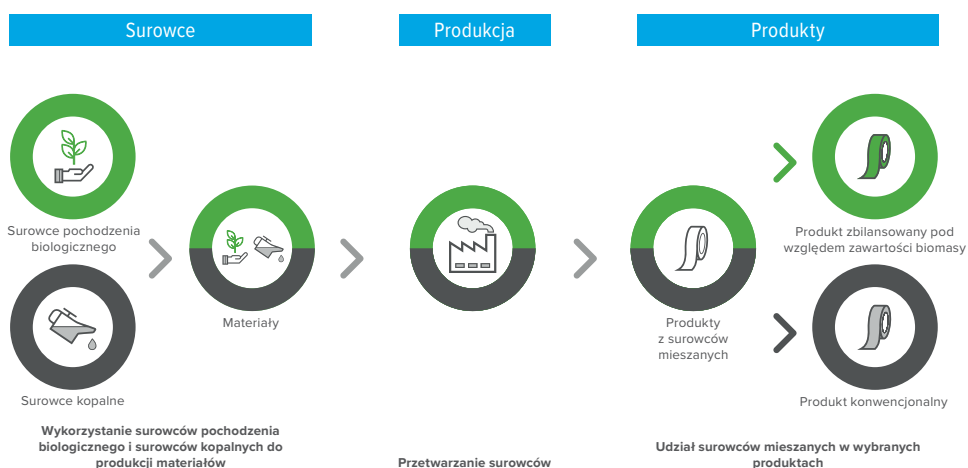 Surowce
Produkcja
Produkty
Surowce pochodzenia
biologicznego
Produkt zbilansowany pod
względem zawartości biomasy
Materiały
Produkty
z surowców
mieszanych
Surowce kopalne
Produkt konwencjonalny
Wykorzystanie surowców pochodzenia
biologicznego i surowców kopalnych do
produkcji materiałów
Przetwarzanie surowców
Udział surowców mieszanych w wybranych
produktach